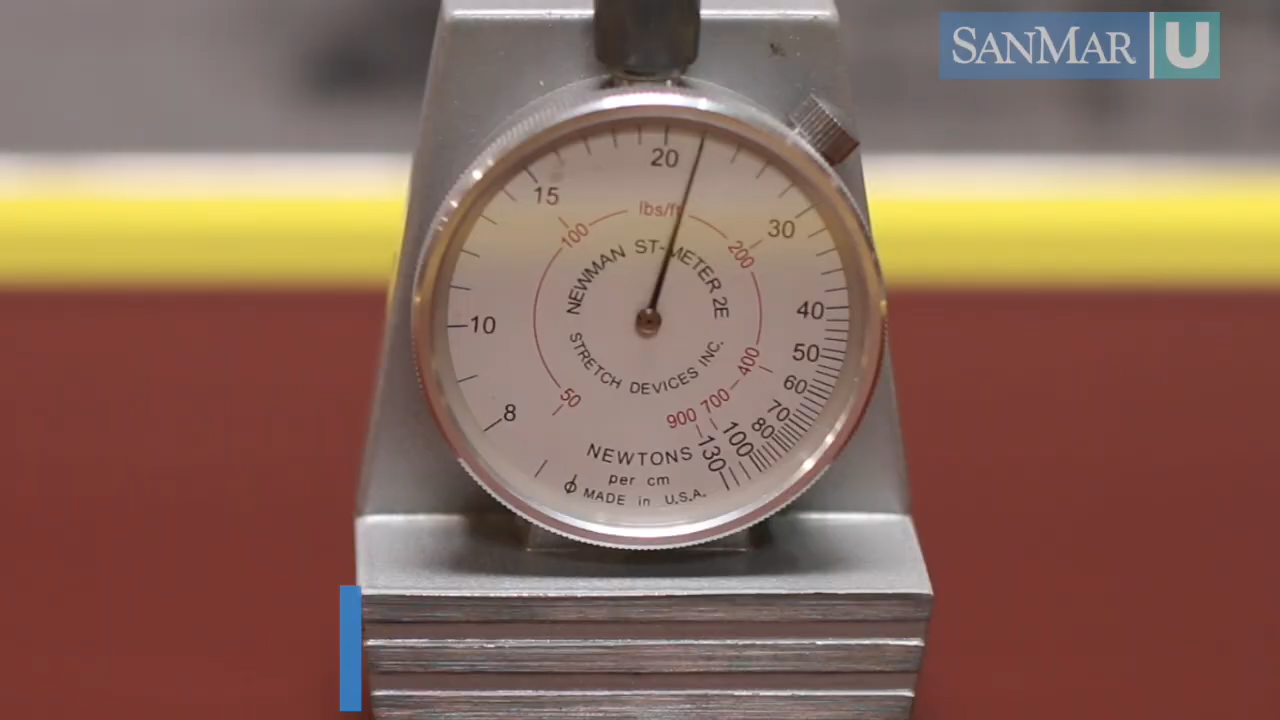 SANMAR U
20
15
30
lbs/ft
100
200
NEWMAN ST-METER 2E
10
40
STRETCH DEVICES INC.
50
400
60
50
8
70
700
900
80
100
130
NEWTONS
per cm
MADE in U.S.A.